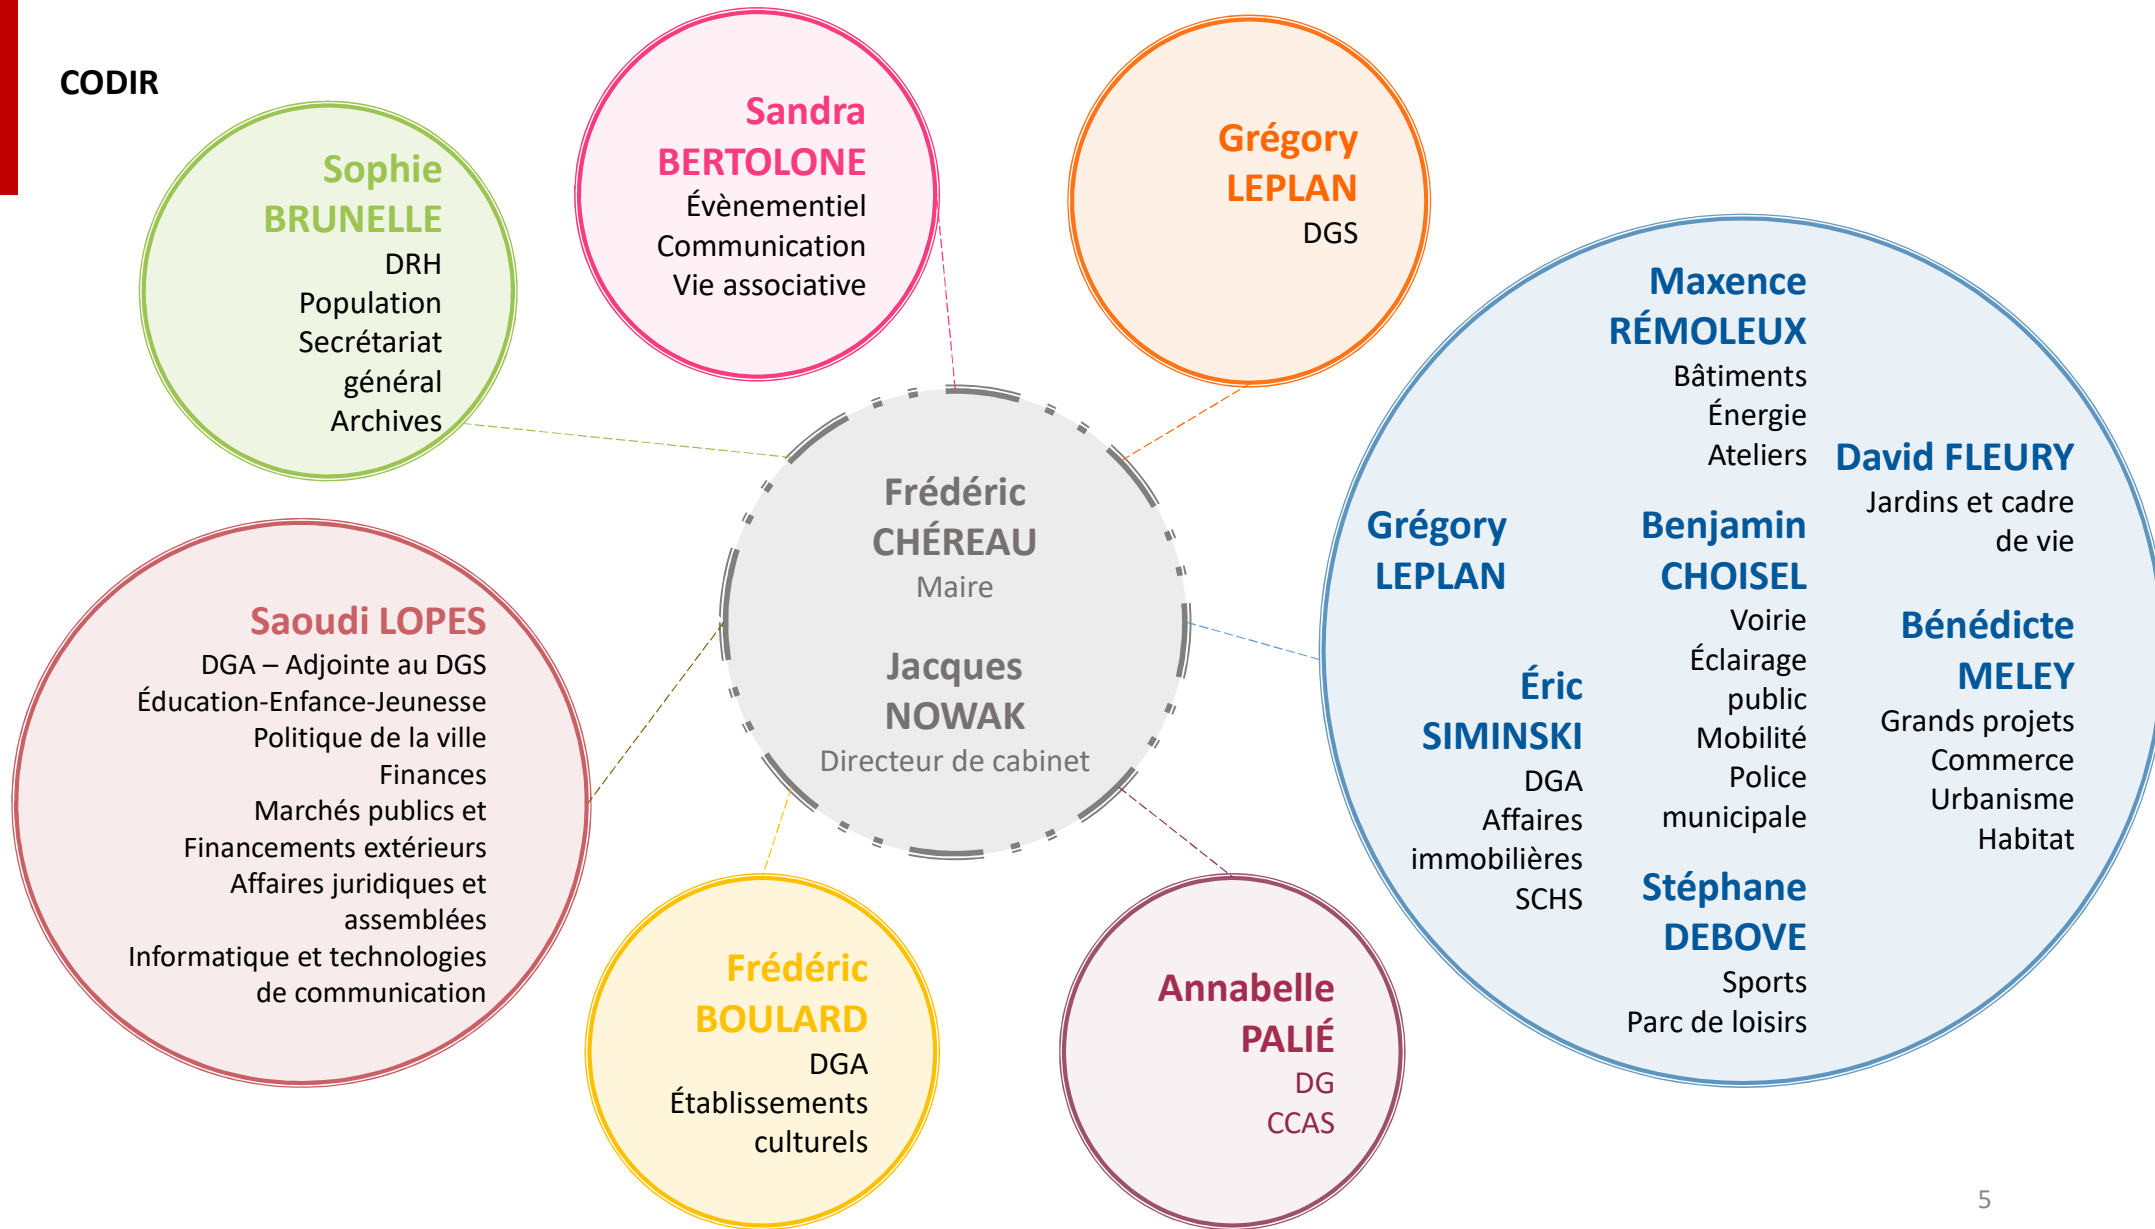 CODIR
Sophie
BRUNELLE
DRH
Population
Secrétariat
général
Archives
Sandra
BERTOLONE
Évènementiel
Communication
Vie associative
Grégory
LEPLAN
DGS
Frédéric
CHÉREAU
Maire
Jacques
NOWAK
Directeur de cabinet
Saoudi LOPES
DGA – Adjointe au DGS
Éducation-Enfance-Jeunesse
Politique de la ville
Finances
Marchés publics et
Financements extérieurs
Affaires juridiques et
assemblées
Informatique et technologies
de communication
Frédéric
BOULARD
DGA
Établissements
culturels
Annabelle
PALIÉ
DG
CCAS
Grégory
LEPLAN
Éric
SIMINSKI
DGA
Affaires
immobilières
SCHS
Maxence
RÉMOLEUX
Bâtiments
Énergie
Ateliers
Benjamin
CHOISEL
Voirie
Éclairage
public
Mobilité
Police
municipale
Stéphane
DEBOVE
Sports
Parc de loisirs
David FLEURY
Jardins et cadre
de vie
Bénédicte
MELEY
Grands projets
Commerce
Urbanisme
Habitat
5